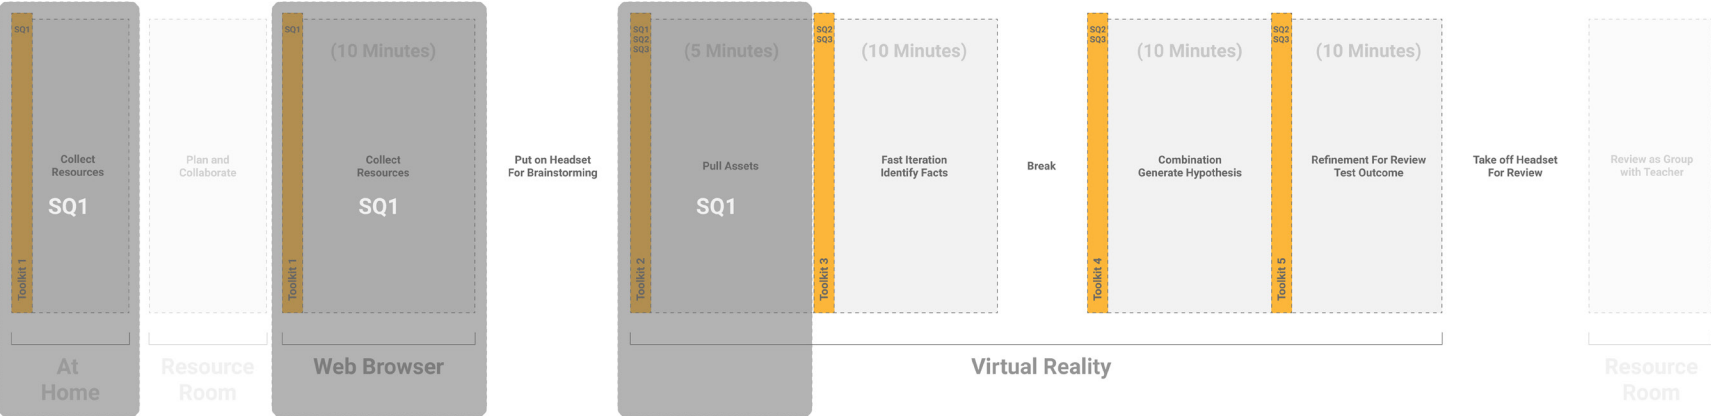 SQ1
Collect
Resources
SQ1
Toolkit 1
At
Home
Plan and
Collaborate
Resource
Room
SQ1
(10 Minutes)
Collect
Resources
SQ1
Toolkit 1
Web Browser
Put on Headset
For Brainstorming
SQ1
SQ2
SQ3
(5 Minutes)
Pull Assets
SQ1
Toolkit 2
SQ2
SQ3
(10 Minutes)
Fast Iteration
Identify Facts
Toolkit 3
Break
SQ2
SQ3
(10 Minutes)
Combination
Generate Hypothesis
Toolkit 4
SQ2
SQ3
(10 Minutes)
Refinement For Review
Test Outcome
Toolkit 5
Virtual Reality
Take off Headset
For Review
Review as Group
with Teacher
Resource
Room